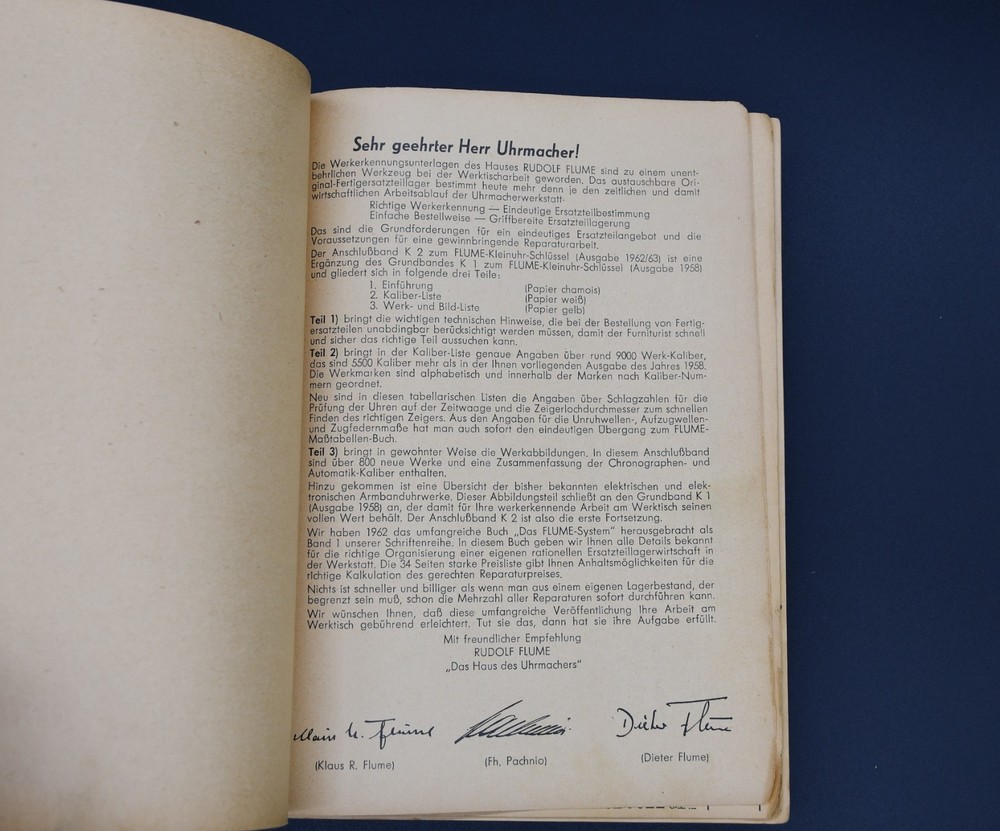 Sehr geehrter Herr Uhrmacher!
Die Werkerkennungsunterlagen des Hauses RUDOLF FLUME sind zu einem unent-
behrlichen Werkzeug bei der Werktischarbeit geworden. Das austauschbare Ori-
ginal-Fertigersatzteillager bestimmt heute mehr denn je den zeitlichen und damit
wirtschaftlichen Arbeitsablauf der Uhrmacherwerkstatt.
Richtige Werkerkennung — Eindeutige Ersatzteilbestimmung
Einfache Bestellweise — Griffbereite Ersatzteillagerung
Das sind die Grundforderungen für ein eindeutiges Ersatzteilangebot und die
Voraussetzungen für eine gewinnbringende Reparaturarbeit.
Der Anschlußband K 2 zum FLUME-Kleinuhr-Schlüssel (Ausgabe 1962/63) ist eine
Ergänzung des Grundbandes K 1 zum FLUME-Kleinuhr-Schlüssel (Ausgabe 1958)
und gliedert sich in folgende drei Teile:
1. Einführung (Papier chamois)
2. Kaliber-Liste (Papier weiß)
3. Werk- und Bild-Liste (Papier gelb)
Teil 1) bringt die wichtigen technischen Hinweise, die bei der Bestellung von Fertig-
ersatzteilen unabdingbar berücksichtigt werden müssen, damit der Furniturist schnell
und sicher das richtige Teil aussuchen kann.
Teil 2) bringt in der Kaliber-Liste genaue Angaben über rund 9000 Werk-Kaliber,
das sind 5500 Kaliber mehr als in der Ihnen vorliegenden Ausgabe des Jahres 1958.
Die Werkmarken sind alphabetisch und innerhalb der Marken nach Kaliber-Num-
mern geordnet.
Neu sind in diesen tabellarischen Listen die Angaben über Schlagzahlen für die
Prüfung der Uhren auf der Zeitwaage und die Zeigerlochdurchmesser zum schnellen
Finden des richtigen Zeigers. Aus den Angaben für die Unruhwellen-, Aufzugwellen-
und Zugfedernmaße hat man auch sofort den eindeutigen Übergang zum FLUME-
Maßtabellen-Buch.
Teil 3) bringt in gewohnter Weise die Werkabbildungen. In diesem Anschlußband
sind über 800 neue Werke und eine Zusammenfassung der Chronographen- und
Automatik-Kaliber enthalten.
Hinzu gekommen ist eine Übersicht der bisher bekannten elektrischen und elek-
tronischen Armbanduhrwerke. Dieser Abbildungsteil schließt an den Grundband K 1
(Ausgabe 1958) an, der damit für Ihre werkerkennende Arbeit am Werktisch seinen
vollen Wert behält. Der Anschlußband K 2 ist also die erste Fortsetzung.
Wir haben 1962 das umfangreiche Buch „Das FLUME-System" herausgebracht als
Band 1 unserer Schriftenreihe. In diesem Buch geben wir Ihnen alle Details bekannt
für die richtige Organisierung einer eigenen rationellen Ersatzteillagerwirtschaft in
der Werkstatt. Die 34 Seiten starke Preisliste gibt Ihnen Anhaltsmöglichkeiten für die
richtige Kalkulation des gerechten Reparaturpreises.
Nichts ist schneller und billiger als wenn man aus einem eigenen Lagerbestand, der
begrenzt sein muß, schon die Mehrzahl aller Reparaturen sofort durchführen kann.
Wir wünschen Ihnen, daß diese umfangreiche Veröffentlichung Ihre Arbeit am
Werktisch gebührend erleichtert. Tut sie das, dann hat sie ihre Aufgabe erfüllt.
Mit freundlicher Empfehlung
RUDOLF FLUME
„Das Haus des Uhrmachers"
Dieter Flume
(Klaus R. Flume) (Fh. Pachnio) (Dieter Flume)